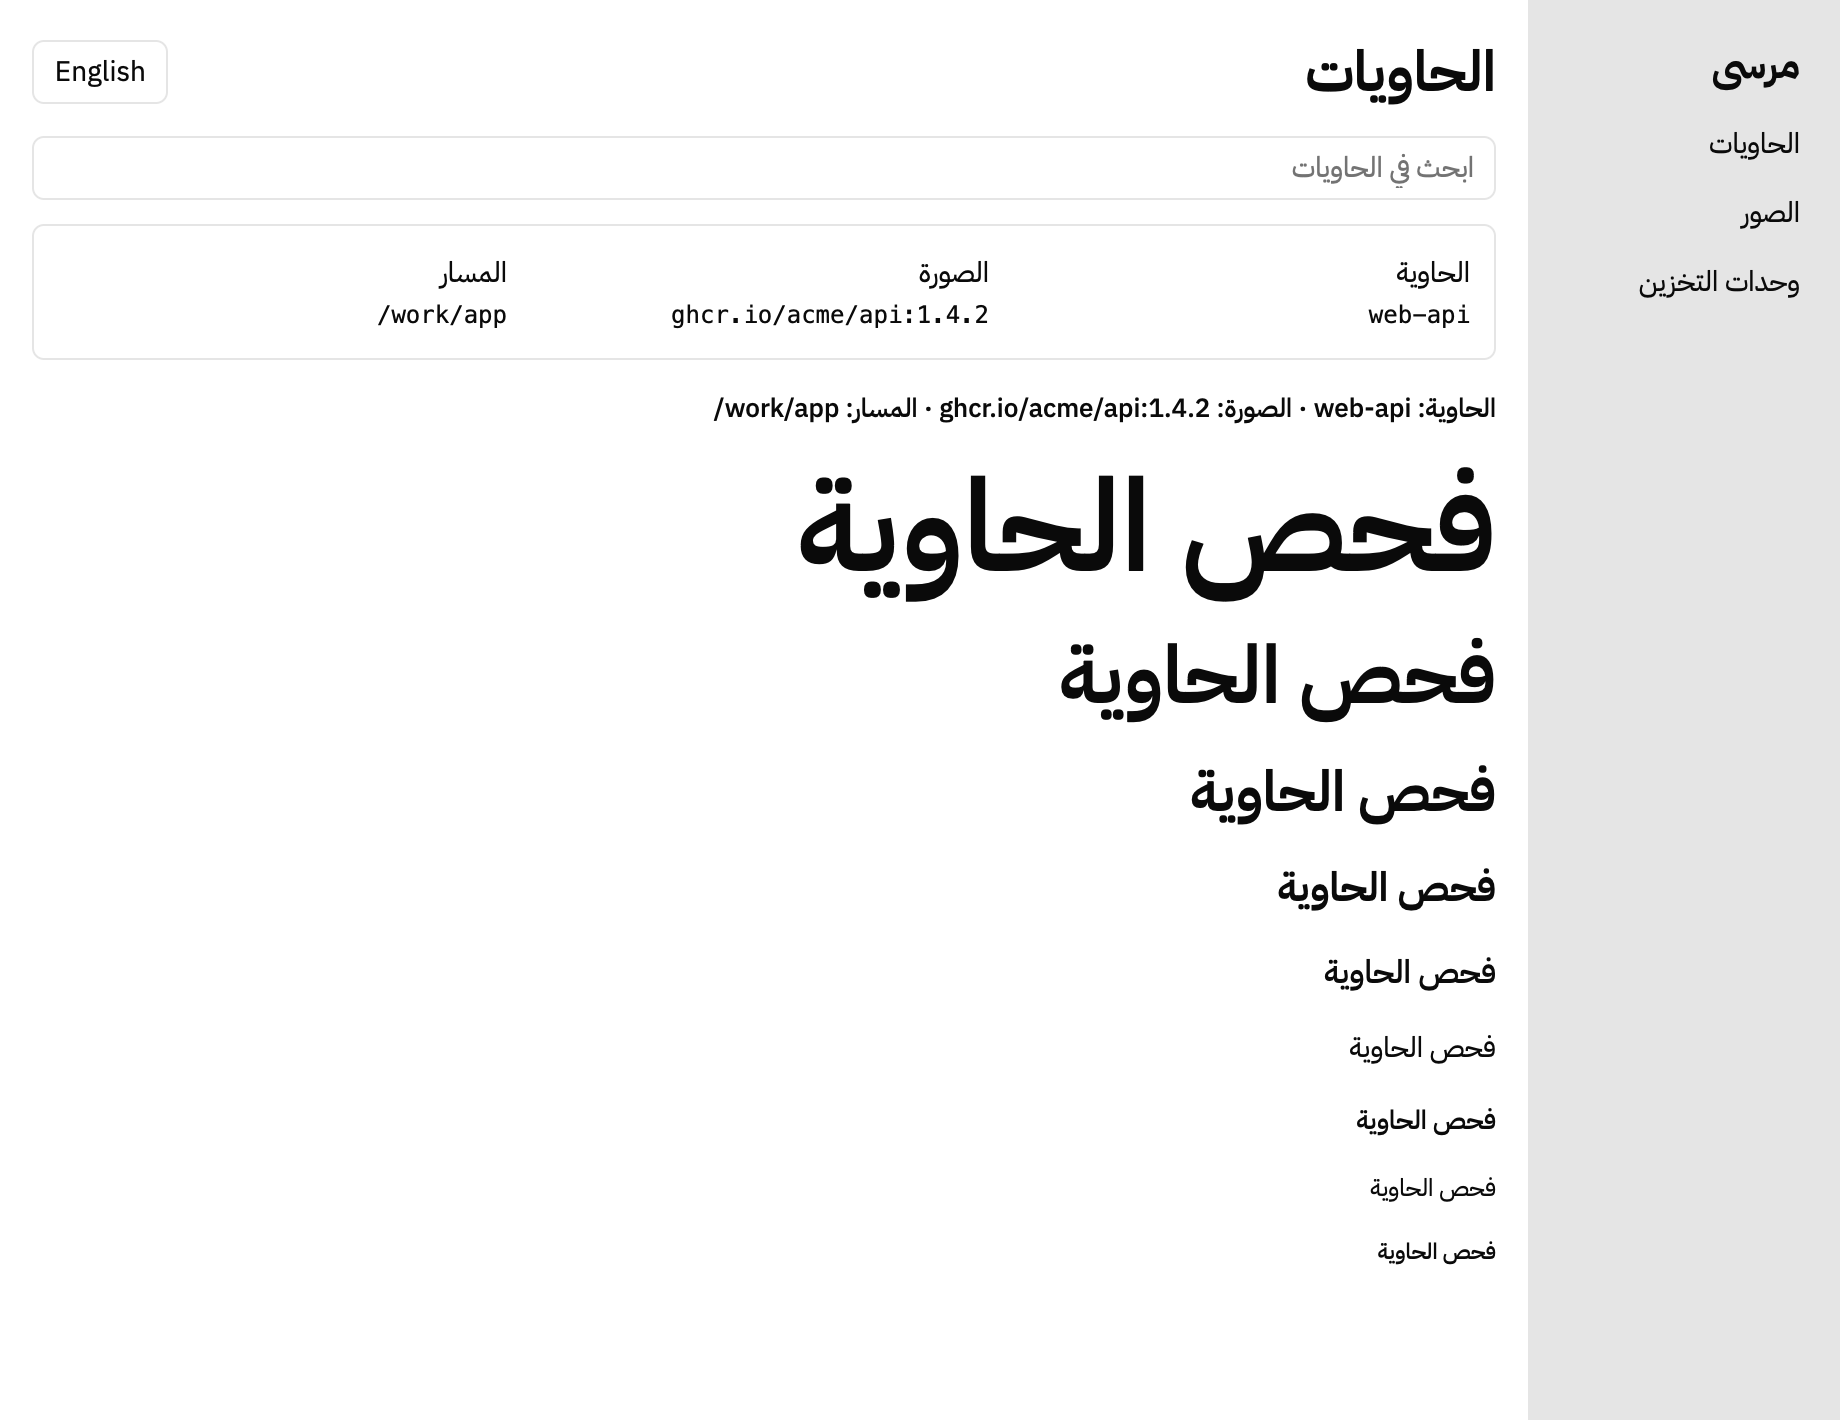 مرسى
الحاويات
الصور
وحدات التخزين
الحاويات
English
ابحث في الحاويات
الحاوية
web-api
الصورة
ghcr.io/acme/api:1.4.2
المسار
/work/app
الحاوية: web-api · الصورة: ghcr.io/acme/api:1.4.2 · المسار: /work/app
فحص الحاوية
فحص الحاوية
فحص الحاوية
فحص الحاوية
فحص الحاوية
فحص الحاوية
فحص الحاوية
فحص الحاوية
فحص الحاوية